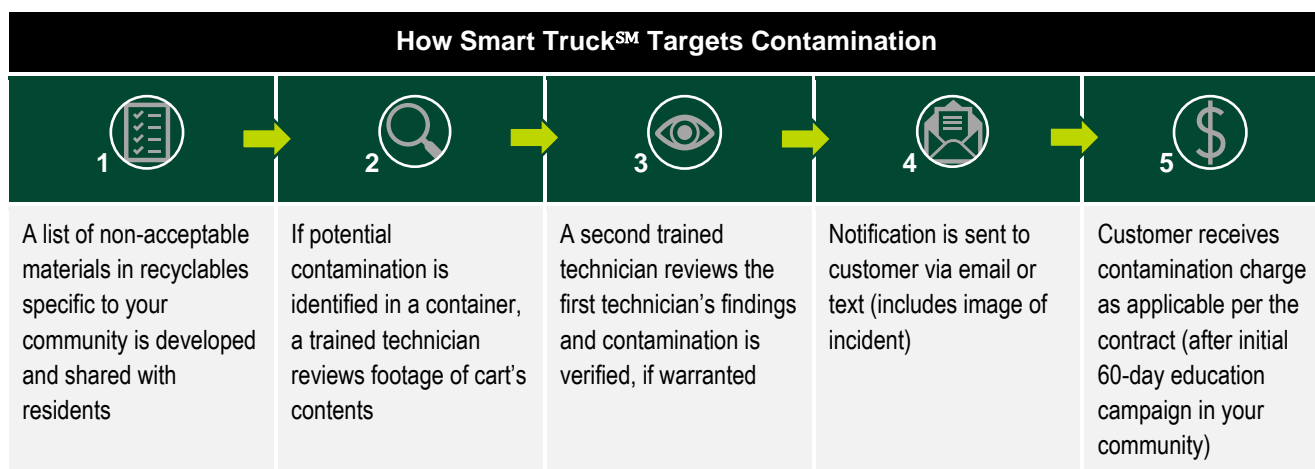 How Smart Truck℠ Targets Contamination
1
2
3
4
5
A list of non-acceptable
materials in recyclables
specific to your
community is developed
and shared with
residents
If potential
contamination is
identified in a container,
a trained technician
reviews footage of cart's
contents
A second trained
technician reviews the
first technician's findings
and contamination is
verified, if warranted
Notification is sent to
customer via email or
text (includes image of
incident)
Customer receives
contamination charge
as applicable per the
contract (after initial
60-day education
campaign in your
community)